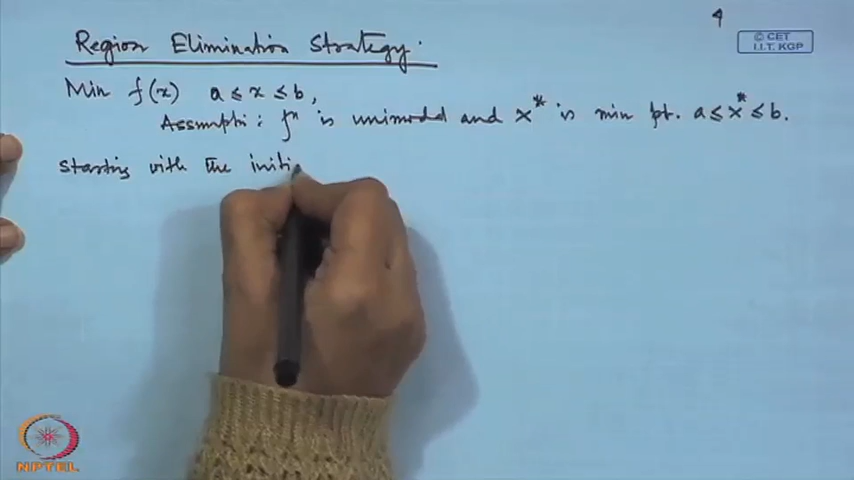 4
© CET
I.I.T. KGP
Region Elimination Strategy.
Min f(x) a ≤ x ≤ b,
Assumpti: fⁿ is unimodal and x* is min pt. a ≤ x* ≤ b.
starting with the initi
NPTEL